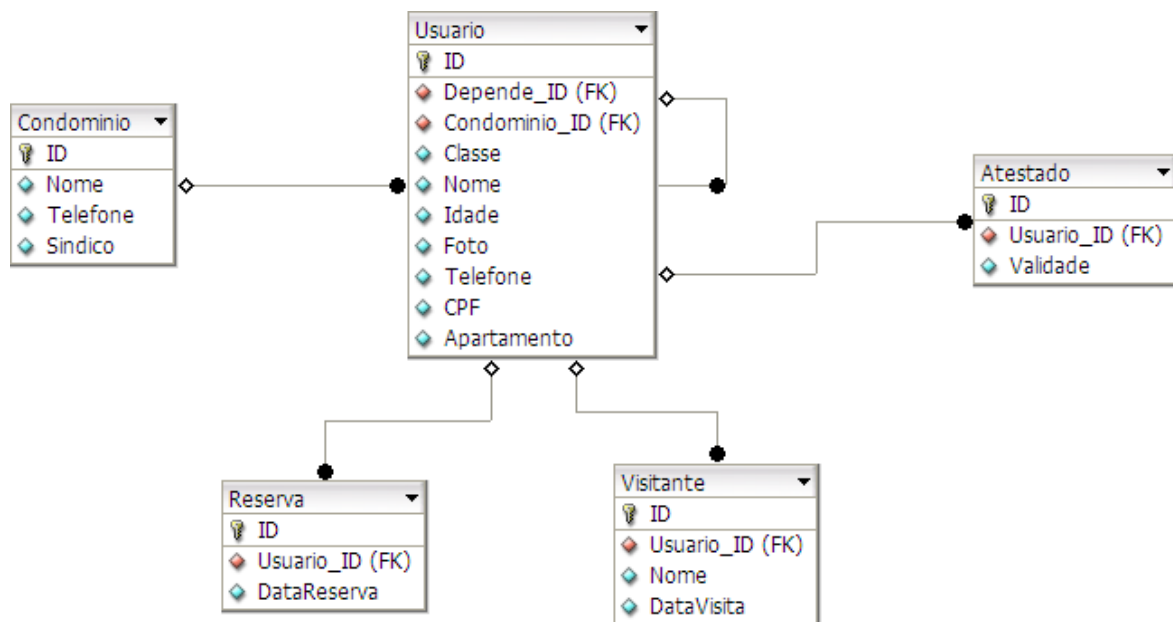 Usuario
ID
Depende_ID (FK)
Condominio_ID (FK)
Classe
Nome
Idade
Foto
Telefone
CPF
Apartamento
Condominio
ID
Nome
Telefone
Sindico
Atestado
ID
Usuario_ID (FK)
Validade
Reserva
ID
Usuario_ID (FK)
DataReserva
Visitante
ID
Usuario_ID (FK)
Nome
DataVisita